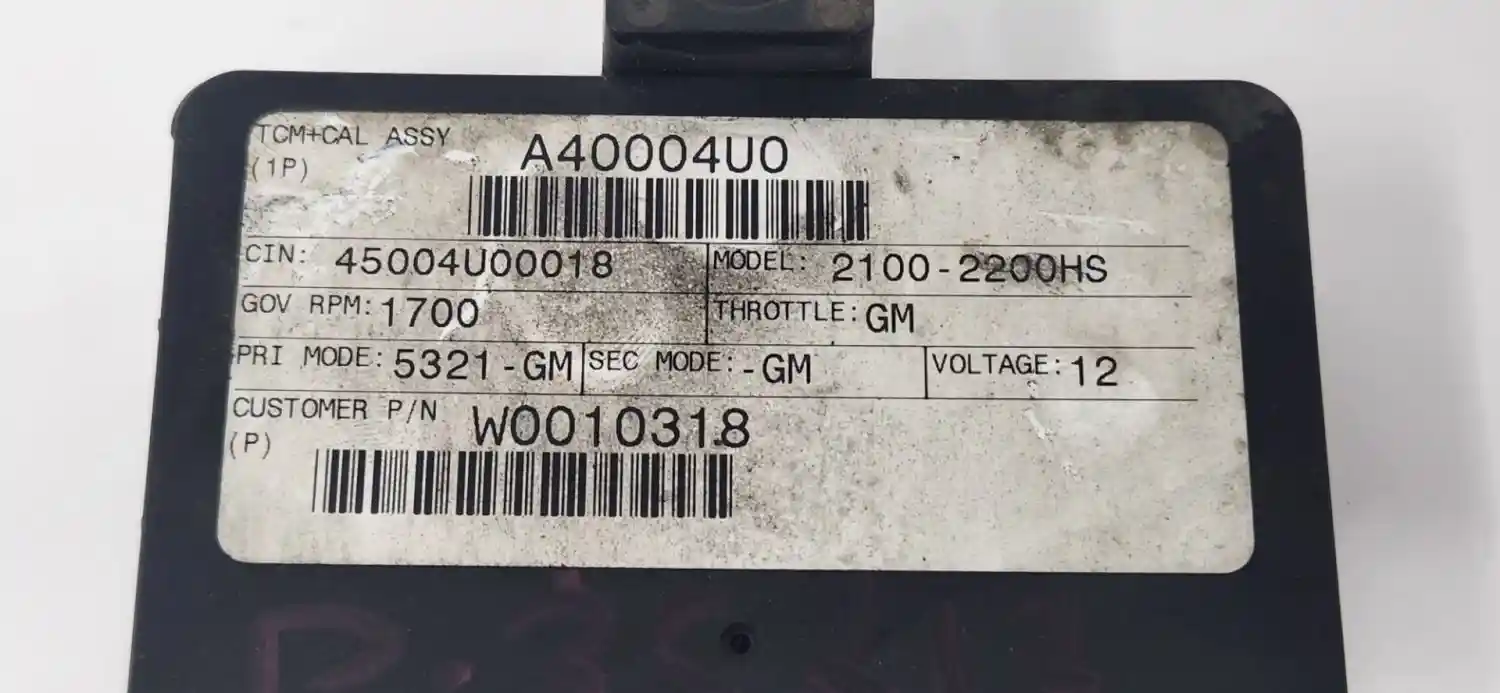 TCM+CAL ASSY A40004U0
(1P)
CIN: 45004U00018 MODEL: 2100-2200HS
GOV RPM: 1700 THROTTLE: GM
PRI MODE: 5321-GM SEC MODE: -GM VOLTAGE: 12
CUSTOMER P/N W0010318
(P)